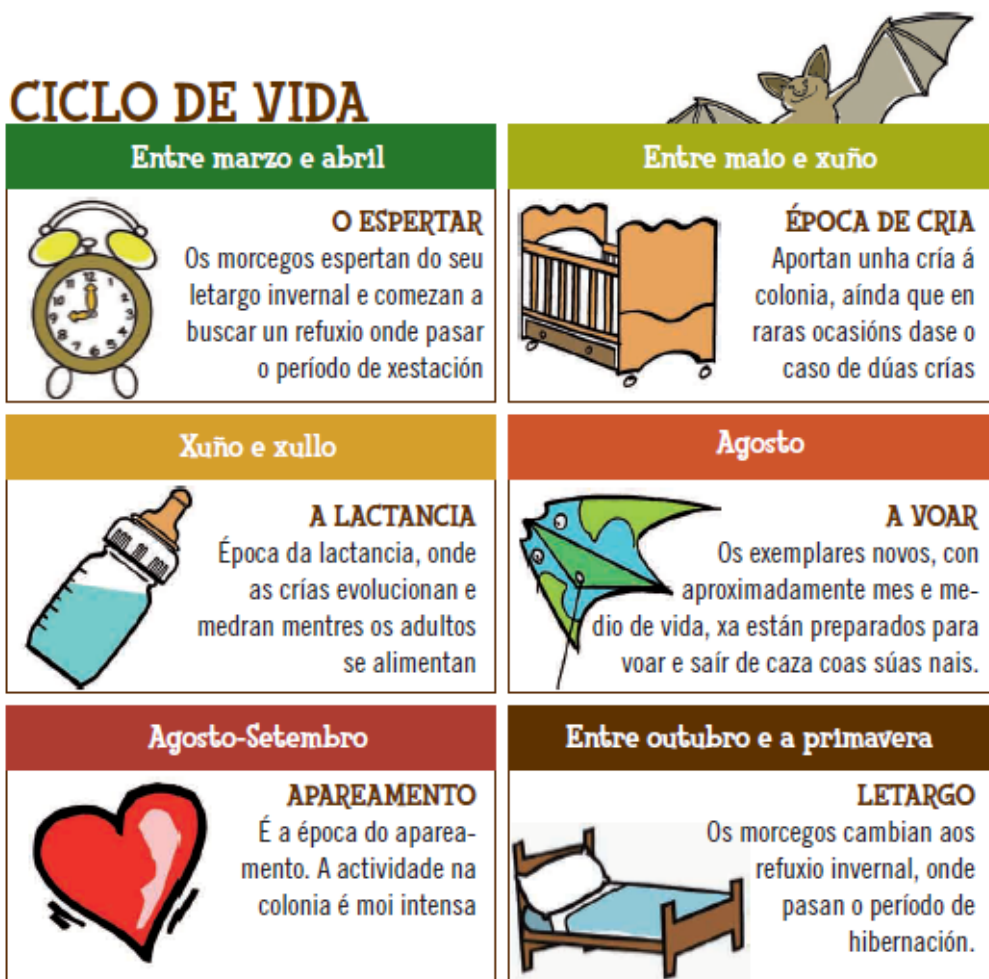 CICLO DE VIDA
Entre marzo e abril
O ESPERTAR
Os morcegos espertan do seu
letargo invernal e comezan a
buscar un refuxio onde pasar
o período de xestación
Entre maio e xuño
ÉPOCA DE CRIA
Aportan unha cría á
colonia, aínda que en
raras ocasións dase o
caso de dúas crías
Xuño e xullo
A LACTANCIA
Época da lactancia, onde
as crías evolucionan e
medran mentres os adultos
se alimentan
Agosto
A VOAR
Os exemplares novos, con
aproximadamente mes e me-
dio de vida, xa están preparados para
voar e saír de caza coas súas nais.
Agosto-Setembro
APAREAMENTO
É a época do aparea-
mento. A actividade na
colonia é moi intensa
Entre outubro e a primavera
LETARGO
Os morcegos cambian aos
refuxio invernal, onde
pasan o período de
hibernación.